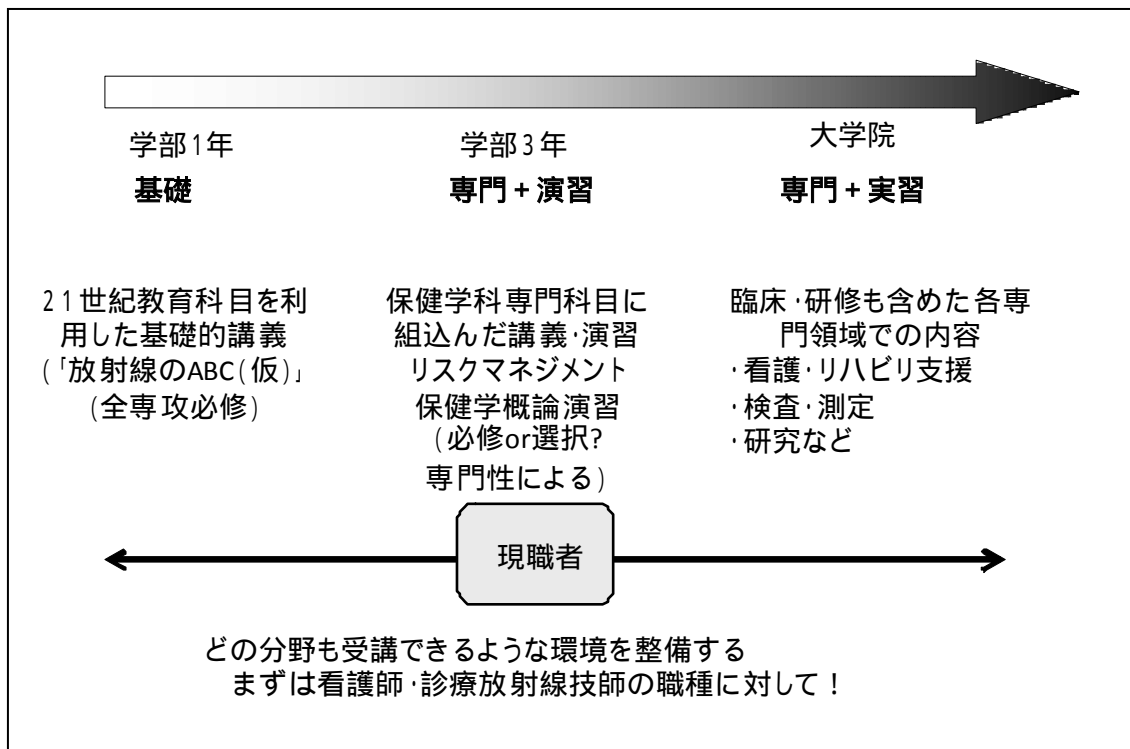 学部1年
基礎
学部3年
専門+演習
大学院
専門+実習
21世紀教育科目を利
用した基礎的講義
(「放射線のABC(仮)」
(全専攻必修)
保健学科専門科目に
組込んだ講義・演習
リスクマネジメント
保健学概論演習
(必修or選択?
専門性による)
臨床・研修も含めた各専
門領域での内容
・看護・リハビリ支援
・検査・測定
・研究など
現職者
どの分野も受講できるような環境を整備する
まずは看護師・診療放射線技師の職種に対して!